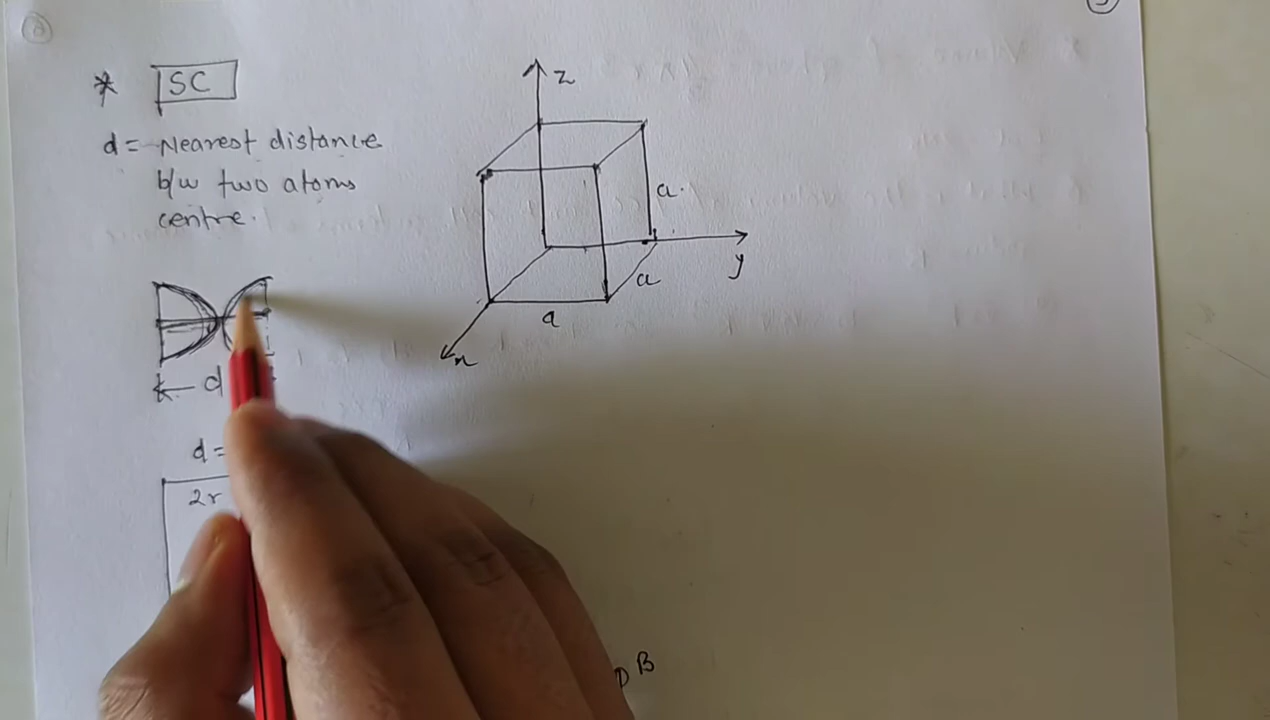 * SC
d = Nearest distance
b/w two atoms
centre.
z
a.
y
a
a
x
d
d =
2r
B